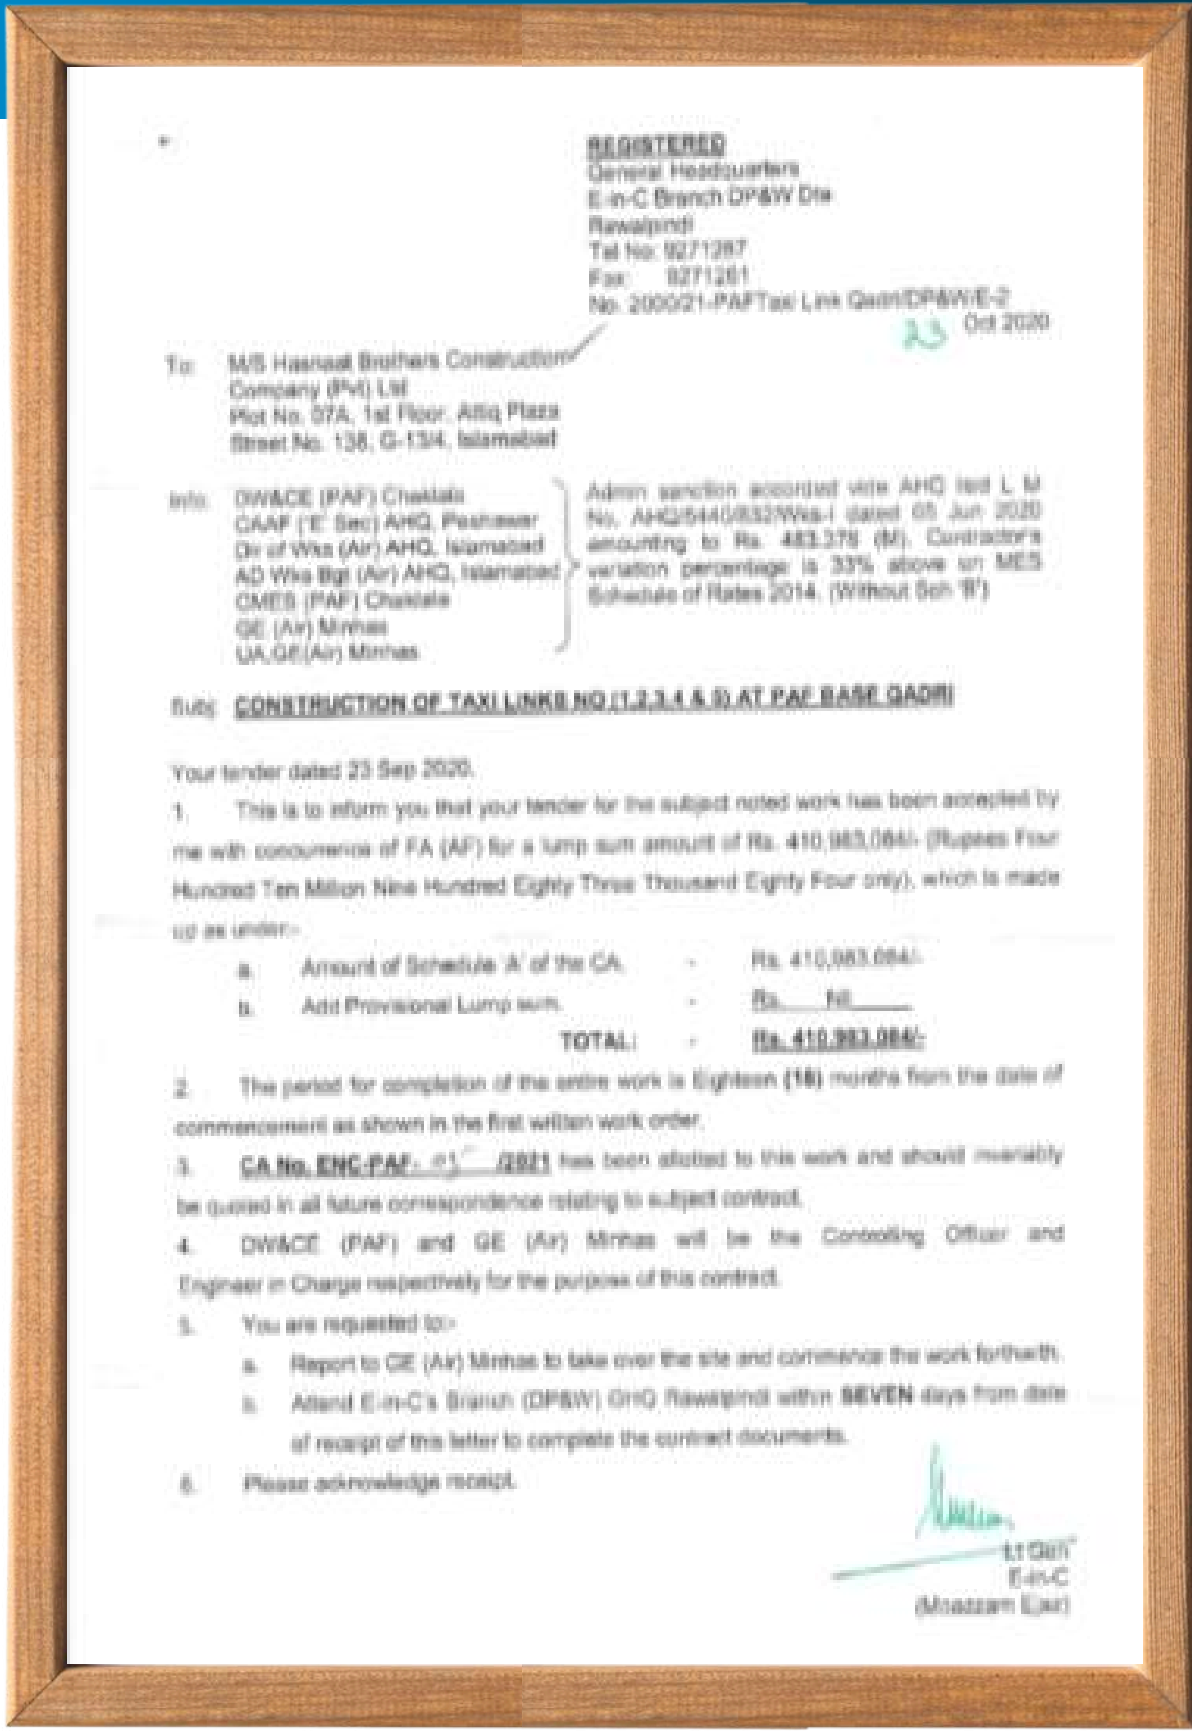 REGISTERED
General Headquarters
E-in-C Branch DP&W Dte
Rawalpindi
Tel No: 9271287
Fax: 9271261
No. 2000/21-PAFTaxi Link Qadri/DP&W/E-2
23 Oct 2020
To: M/S Hasnaat Brothers Construction
Company (Pvt) Ltd
Plot No. 07A, 1st Floor, Attiq Plaza
Street No. 138, G-13/4, Islamabad
Info: DW&CE (PAF) Chaklala
CAAF ('E' Sec) AHQ, Peshawar
Dir of Wks (Air) AHQ, Islamabad
AD Wks Bgt (Air) AHQ, Islamabad
CMES (PAF) Chaklala
GE (Air) Minhas
UA,GE(Air) Minhas
Admin sanction accorded vide AHQ L M
No. dated 05 Jun 2020
amounting to Rs. 483.378 (M). Contractor's
variation percentage is 33% above on MES
Schedule of Rates 2014. (Without Sch 'B')
Subj: CONSTRUCTION OF TAXI LINKS NO (1,2,3,4 & 5) AT PAF BASE QADRI
Your tender dated 23 Sep 2020.
1. This is to inform you that your tender for the subject noted work has been accepted by
me with concurrence of FA (AF) for a lump sum amount of Rs. 410,983,084/- (Rupees Four
Hundred Ten Million Nine Hundred Eighty Three Thousand Eighty Four only), which is made
up as under:-
a. Amount of Schedule 'A' of the CA. - Rs. 410,983,084/-
b. Add Provisional Lump sum. - Rs. Nil
TOTAL: - Rs. 410,983,084/-
2. The period for completion of the entire work is Eighteen (18) months from the date of
commencement as shown in the first written work order.
3. CA No. ENC-PAF- /2021 has been allotted to this work and should invariably
be quoted in all future correspondence relating to subject contract.
4. DW&CE (PAF) and GE (Air) Minhas will be the Controlling Officer and
Engineer in Charge respectively for the purpose of this contract.
5. You are requested to:-
a. Report to GE (Air) Minhas to take over the site and commence the work forthwith.
b. Attend E-in-C's Branch (DP&W) GHQ Rawalpindi within SEVEN days from date
of receipt of this letter to complete the contract documents.
6. Please acknowledge receipt.
Lt Gen
E-in-C
(Moazzam Ejaz)